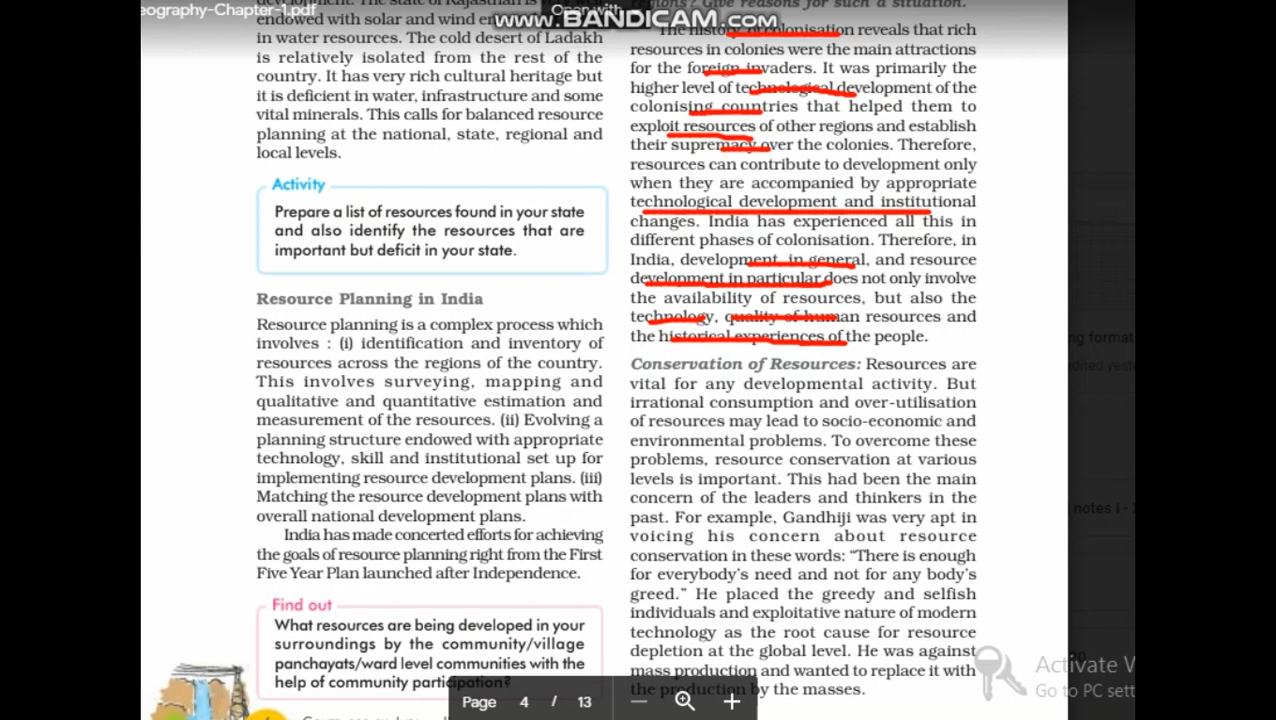 eography-Chapter-1.pdf
Open with
www.BANDICAM.com
endowed with solar and wind en
in water resources. The cold desert of Ladakh
is relatively isolated from the rest of the
country. It has very rich cultural heritage but
it is deficient in water, infrastructure and some
vital minerals. This calls for balanced resource
planning at the national, state, regional and
local levels.
Activity
Prepare a list of resources found in your state
and also identify the resources that are
important but deficit in your state.
Resource Planning in India
Resource planning is a complex process which
involves : (i) identification and inventory of
resources across the regions of the country.
This involves surveying, mapping and
qualitative and quantitative estimation and
measurement of the resources. (ii) Evolving a
planning structure endowed with appropriate
technology, skill and institutional set up for
implementing resource development plans. (iii)
Matching the resource development plans with
overall national development plans.
India has made concerted efforts for achieving
the goals of resource planning right from the First
Five Year Plan launched after Independence.
Find out
What resources are being developed in your
surroundings by the community/village
panchayats/ward level communities with the
help of community participation?
regions? Give reasons for such a situation.
The history of colonisation reveals that rich
resources in colonies were the main attractions
for the foreign invaders. It was primarily the
higher level of technological development of the
colonising countries that helped them to
exploit resources of other regions and establish
their supremacy over the colonies. Therefore,
resources can contribute to development only
when they are accompanied by appropriate
technological development and institutional
changes. India has experienced all this in
different phases of colonisation. Therefore, in
India, development, in general, and resource
development in particular does not only involve
the availability of resources, but also the
technology, quality of human resources and
the historical experiences of the people.
Conservation of Resources: Resources are
vital for any developmental activity. But
irrational consumption and over-utilisation
of resources may lead to socio-economic and
environmental problems. To overcome these
problems, resource conservation at various
levels is important. This had been the main
concern of the leaders and thinkers in the
past. For example, Gandhiji was very apt in
voicing his concern about resource
conservation in these words: “There is enough
for everybody’s need and not for any body’s
greed.” He placed the greedy and selfish
individuals and exploitative nature of modern
technology as the root cause for resource
depletion at the global level. He was against
mass production and wanted to replace it with
the production by the masses.
Page 4 / 13
ng format
dited yeste
notes I -
Activate W
Go to PC sett